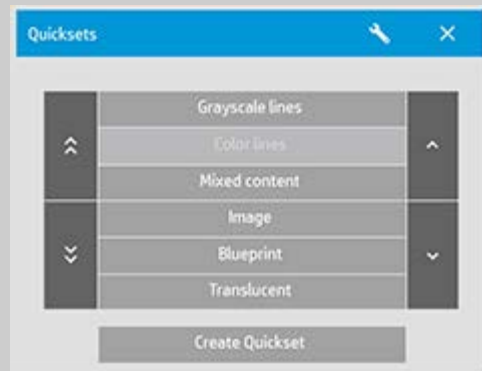 Quicksets
Grayscale lines
Color lines
Mixed content
Image
Blueprint
Translucent
Create Quickset